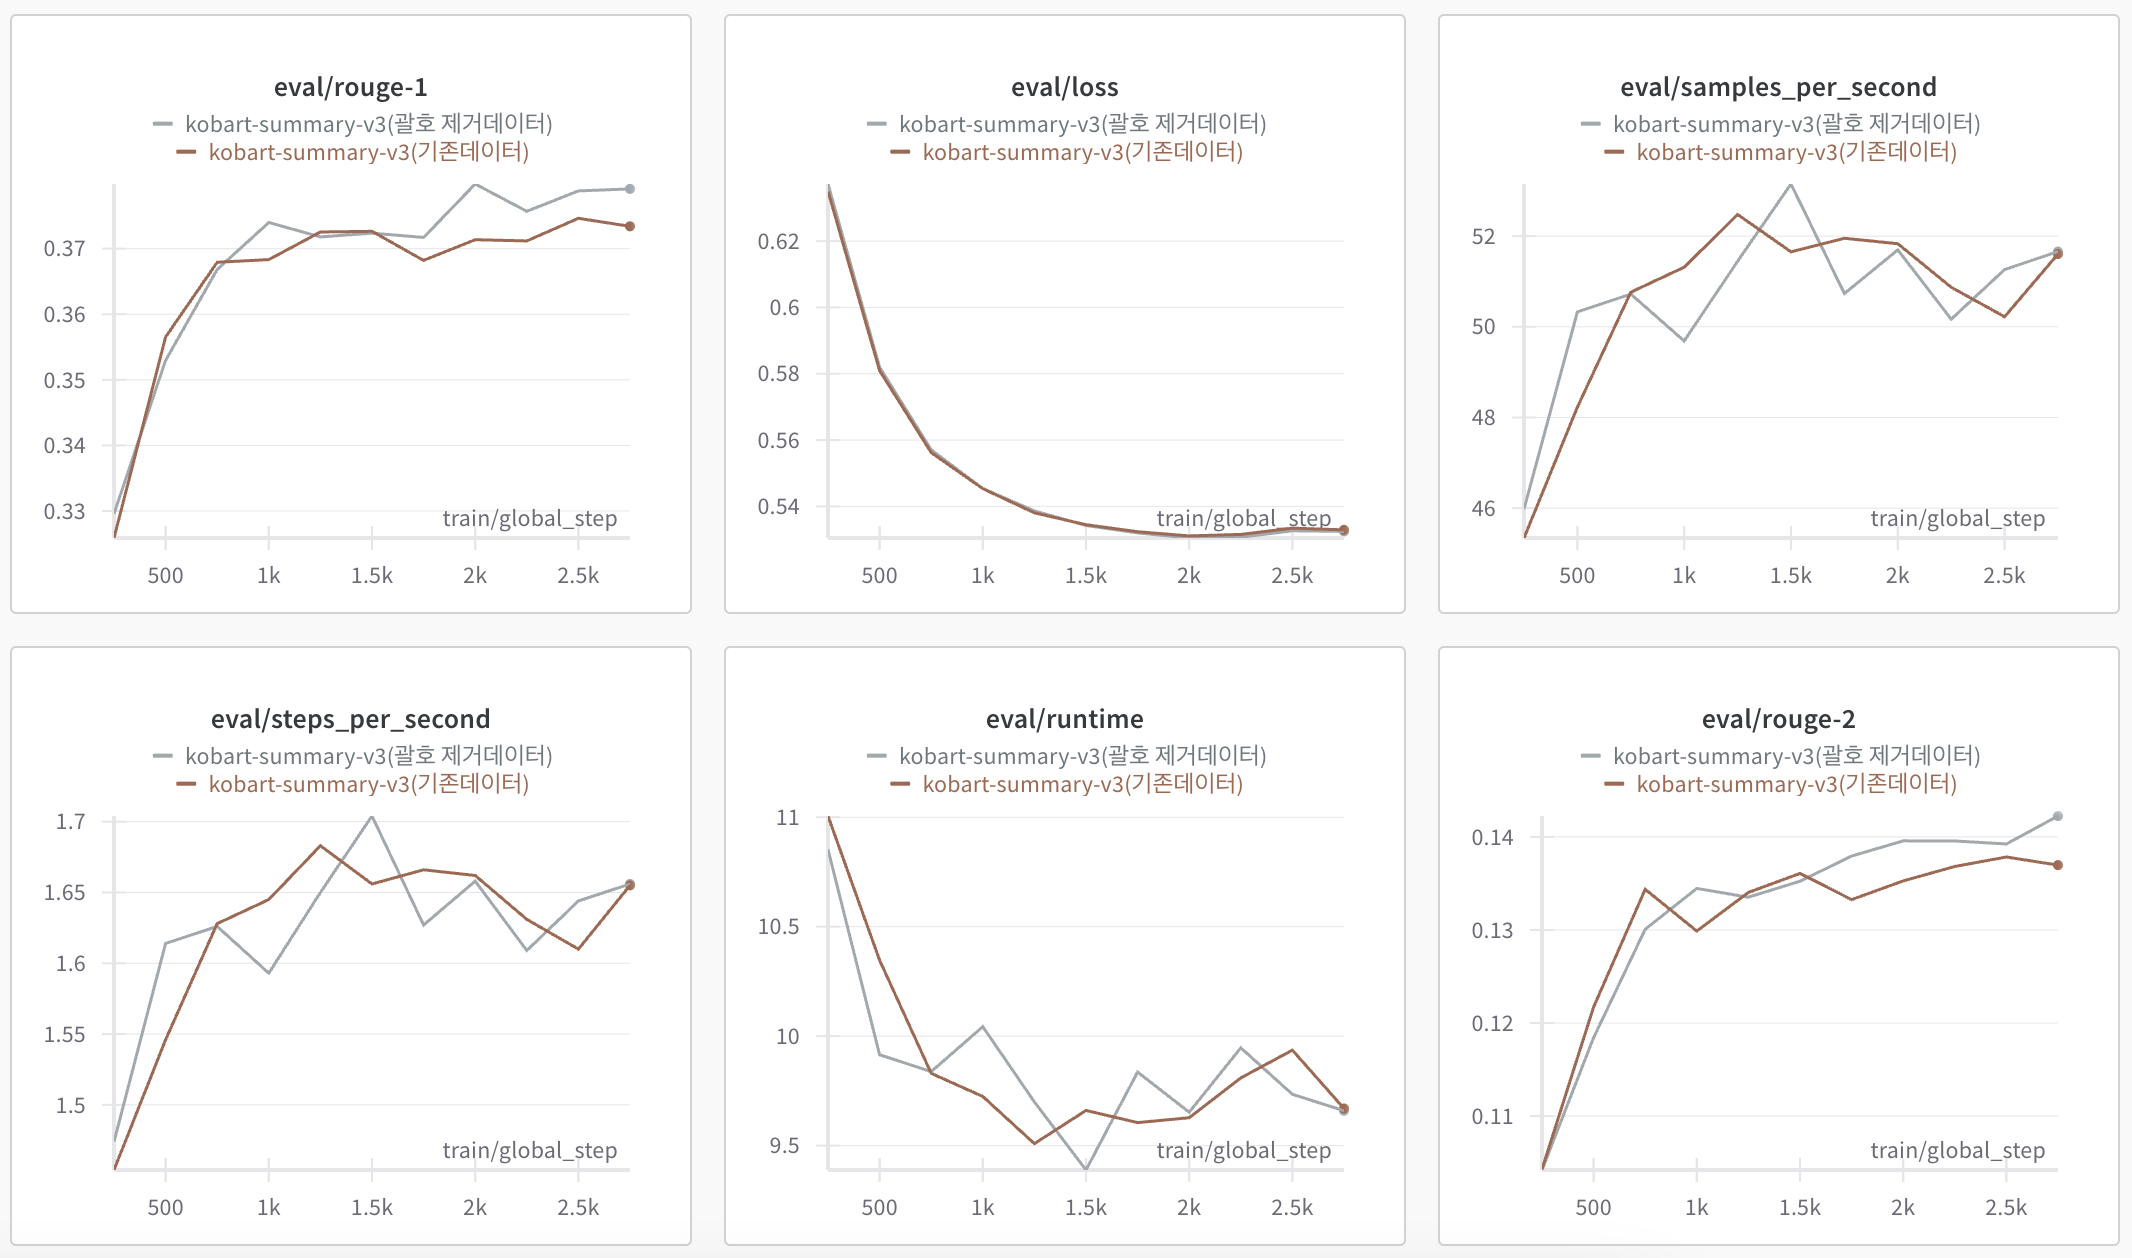 eval/rouge-1
kobart-summary-v3(괄호 제거데이터)
kobart-summary-v3(기존데이터)
0.37
0.36
0.35
0.34
0.33
train/global_step
500 1k 1.5k 2k 2.5k
eval/loss
kobart-summary-v3(괄호 제거데이터)
kobart-summary-v3(기존데이터)
0.62
0.6
0.58
0.56
0.54
train/global_step
500 1k 1.5k 2k 2.5k
eval/samples_per_second
kobart-summary-v3(괄호 제거데이터)
kobart-summary-v3(기존데이터)
52
50
48
46
train/global_step
500 1k 1.5k 2k 2.5k
eval/steps_per_second
kobart-summary-v3(괄호 제거데이터)
kobart-summary-v3(기존데이터)
1.7
1.65
1.6
1.55
1.5
train/global_step
500 1k 1.5k 2k 2.5k
eval/runtime
kobart-summary-v3(괄호 제거데이터)
kobart-summary-v3(기존데이터)
11
10.5
10
9.5
train/global_step
500 1k 1.5k 2k 2.5k
eval/rouge-2
kobart-summary-v3(괄호 제거데이터)
kobart-summary-v3(기존데이터)
0.14
0.13
0.12
0.11
train/global_step
500 1k 1.5k 2k 2.5k